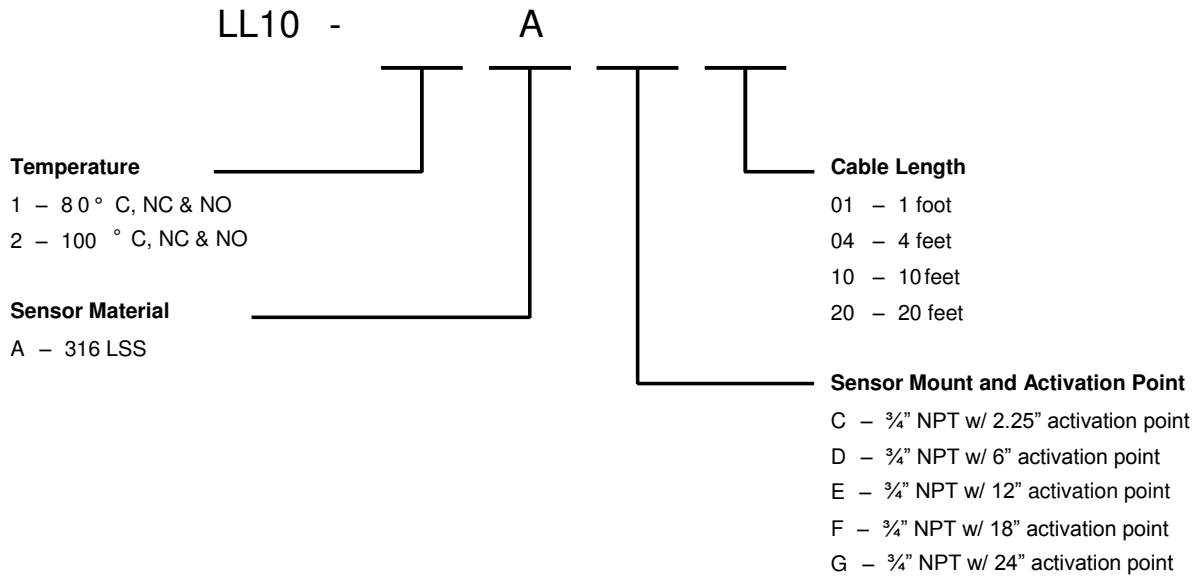 LL10 - A
Temperature
1 – 80° C, NC & NO
2 – 100 ° C, NC & NO
Sensor Material
A – 316 LSS
Cable Length
01 – 1 foot
04 – 4 feet
10 – 10 feet
20 – 20 feet
Sensor Mount and Activation Point
C – ¾” NPT w/ 2.25” activation point
D – ¾” NPT w/ 6” activation point
E – ¾” NPT w/ 12” activation point
F – ¾” NPT w/ 18” activation point
G – ¾” NPT w/ 24” activation point